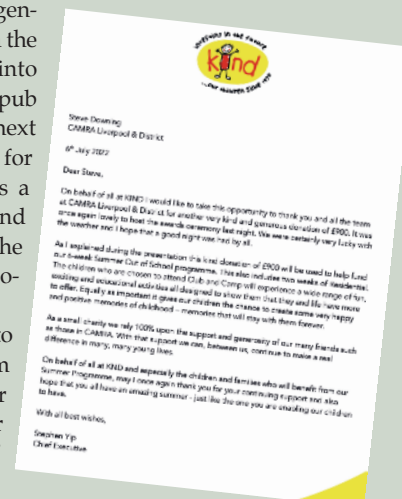 gen-
the
into
pub
next
for
s a
nd
he
o-
to
m
r
f
KINDNESS IN THE FAMILY
kind
Steve Downing
CAMRA Liverpool & District
6th July 2022
Dear Steve,
On behalf of all at KIND I would like to take this opportunity to thank you and all the team
at CAMRA Liverpool & District for another very kind and generous donation of £900. It was
once again lovely to host the awards ceremony last night. We were certainly very lucky with
the weather and I hope that a good night was had by all.
As I explained during the presentation this kind donation of £900 will be used to help fund
our 6-week Summer Out of School programme. This also includes two weeks of Residential.
The children who are chosen to attend Club and Camp will experience a wide range of fun,
exciting and educational activities all designed to show them that they and life have more
to offer. Equally as important it gives our children the chance to create some very happy
and positive memories of childhood – memories that will stay with them forever.
As a small charity we rely 100% upon the support and generosity of our many friends such
as those in CAMRA. With that support we can, between us, continue to make a real
difference in many, many young lives.
On behalf of all at KIND and especially the children and families who will benefit from our
Summer Programme, may I once again thank you for your continuing support and also
hope that you all have an amazing summer - just like the one you are enabling our children
to have.
With all best wishes,
Stephen Yip
Chief Executive